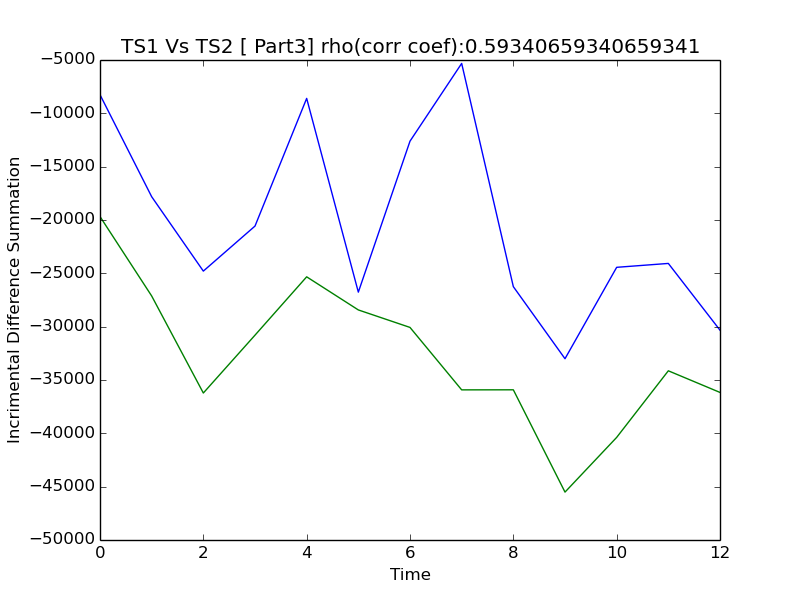 TS1 Vs TS2 [ Part3] rho(corr coef):0.59340659340659341
−5000
−10000
−15000
−20000
−25000
−30000
−35000
−40000
−45000
−50000
Incrimental Difference Summation
0 2 4 6 8 10 12
Time